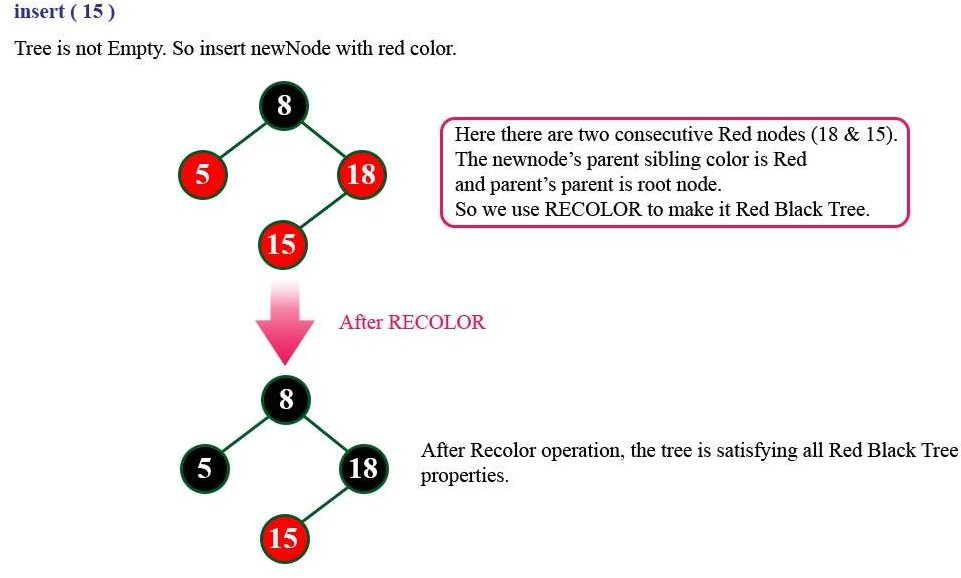 insert ( 15 )
Tree is not Empty. So insert newNode with red color.
8
5
18
15
Here there are two consecutive Red nodes (18 & 15).
The newnode's parent sibling color is Red
and parent's parent is root node.
So we use RECOLOR to make it Red Black Tree.
After RECOLOR
8
5
18
15
After Recolor operation, the tree is satisfying all Red Black Tree
properties.